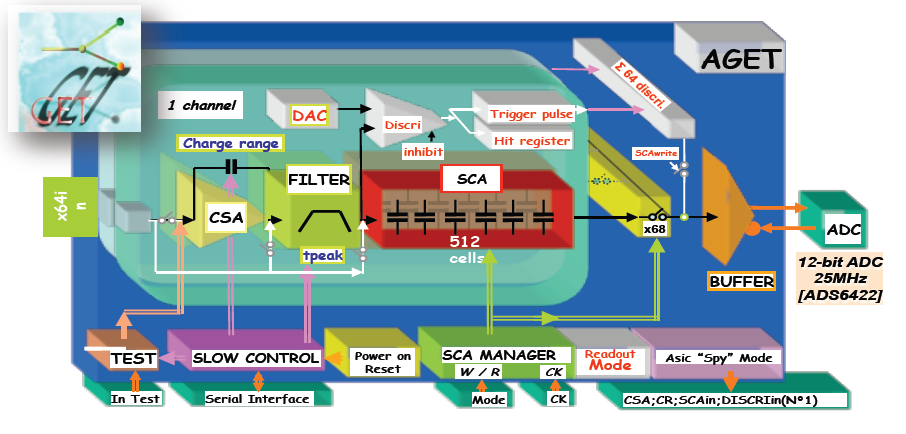 GET
GET
AGET
Σ 64 discri.
1 channel
DAC
Discri
Trigger pulse
Hit register
inhibit
SCAwrite
Charge range
FILTER
SCA
x64i
n
CSA
tpeak
512
cells
x68
BUFFER
ADC
12-bit ADC
25MHz
[ADS6422]
TEST
SLOW CONTROL
Power on
Reset
SCA MANAGER
W / R
CK
Readout
Mode
Asic “Spy” Mode
In Test
Serial Interface
Mode
CK
CSA;CR;SCAin;DISCRIin(N°1)